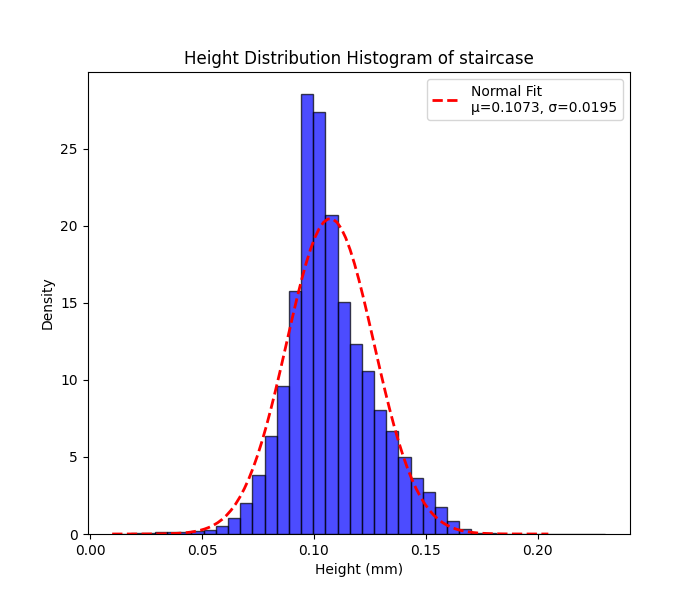 Height Distribution Histogram of staircase
Normal Fit
μ=0.1073, σ=0.0195
Density
25
20
15
10
5
0
0.00 0.05 0.10 0.15 0.20
Height (mm)